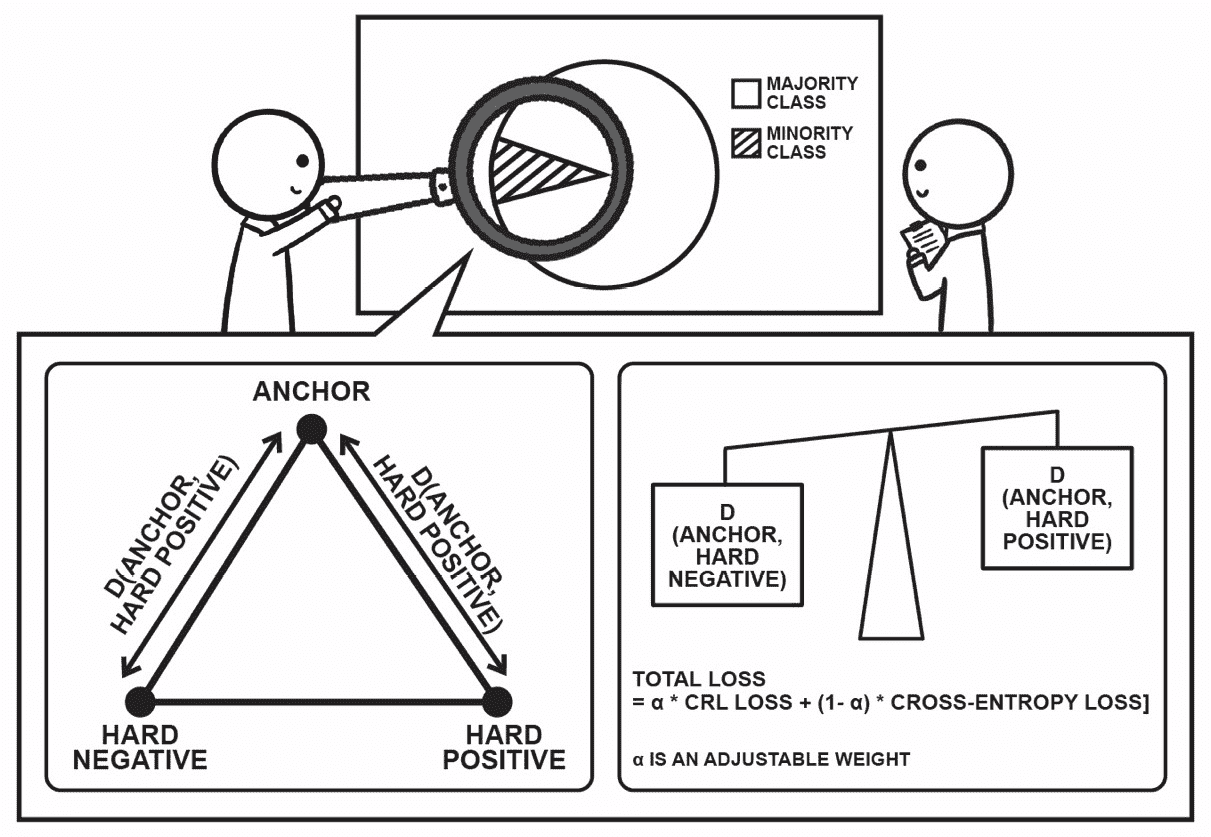 MAJORITY
CLASS
MINORITY
CLASS
ANCHOR
D(ANCHOR,
HARD POSITIVE)
D(ANCHOR,
HARD POSITIVE)
HARD
NEGATIVE
HARD
POSITIVE
D
(ANCHOR,
HARD
NEGATIVE)
D
(ANCHOR,
HARD
POSITIVE)
TOTAL LOSS
= α * CRL LOSS + (1- α) * CROSS-ENTROPY LOSS]
α IS AN ADJUSTABLE WEIGHT